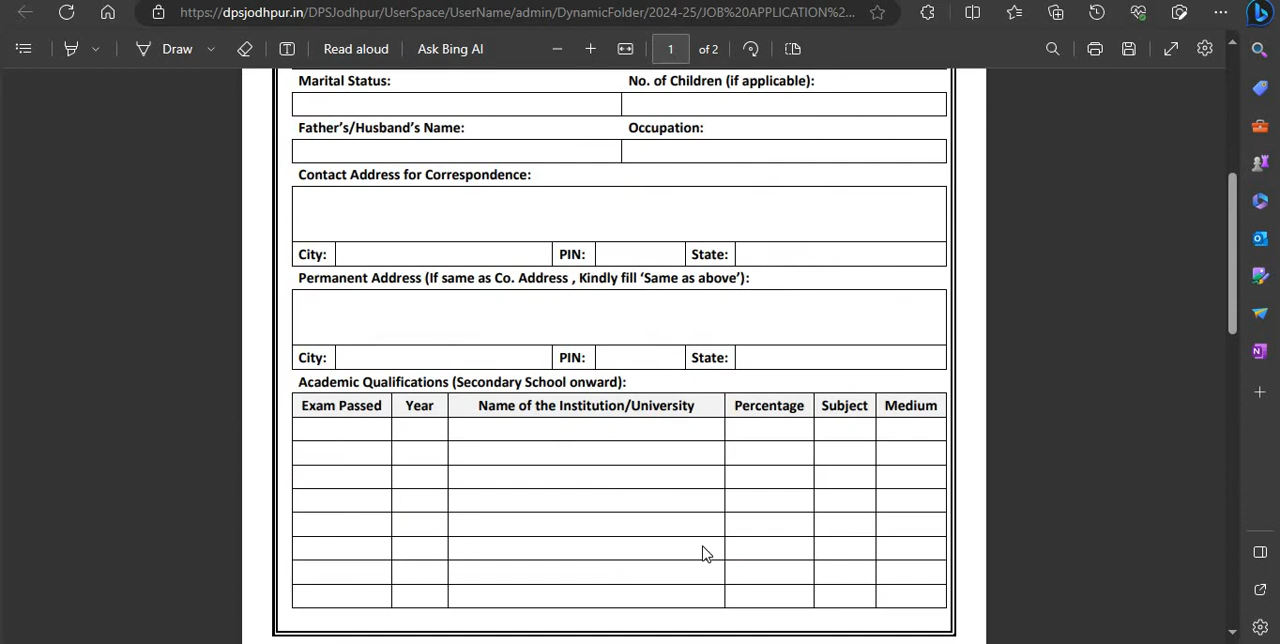 https://dpsjodhpur.in/DPSJodhpur/UserSpace/UserName/admin/DynamicFolder/2024-25/JOB%20APPLICATION%2...
Draw Read aloud Ask Bing AI 1 of 2
Marital Status: No. of Children (if applicable):
Father's/Husband's Name: Occupation:
Contact Address for Correspondence:
City: PIN: State:
Permanent Address (If same as Co. Address , Kindly fill ‘Same as above’):
City: PIN: State:
Academic Qualifications (Secondary School onward):
Exam Passed Year Name of the Institution/University Percentage Subject Medium